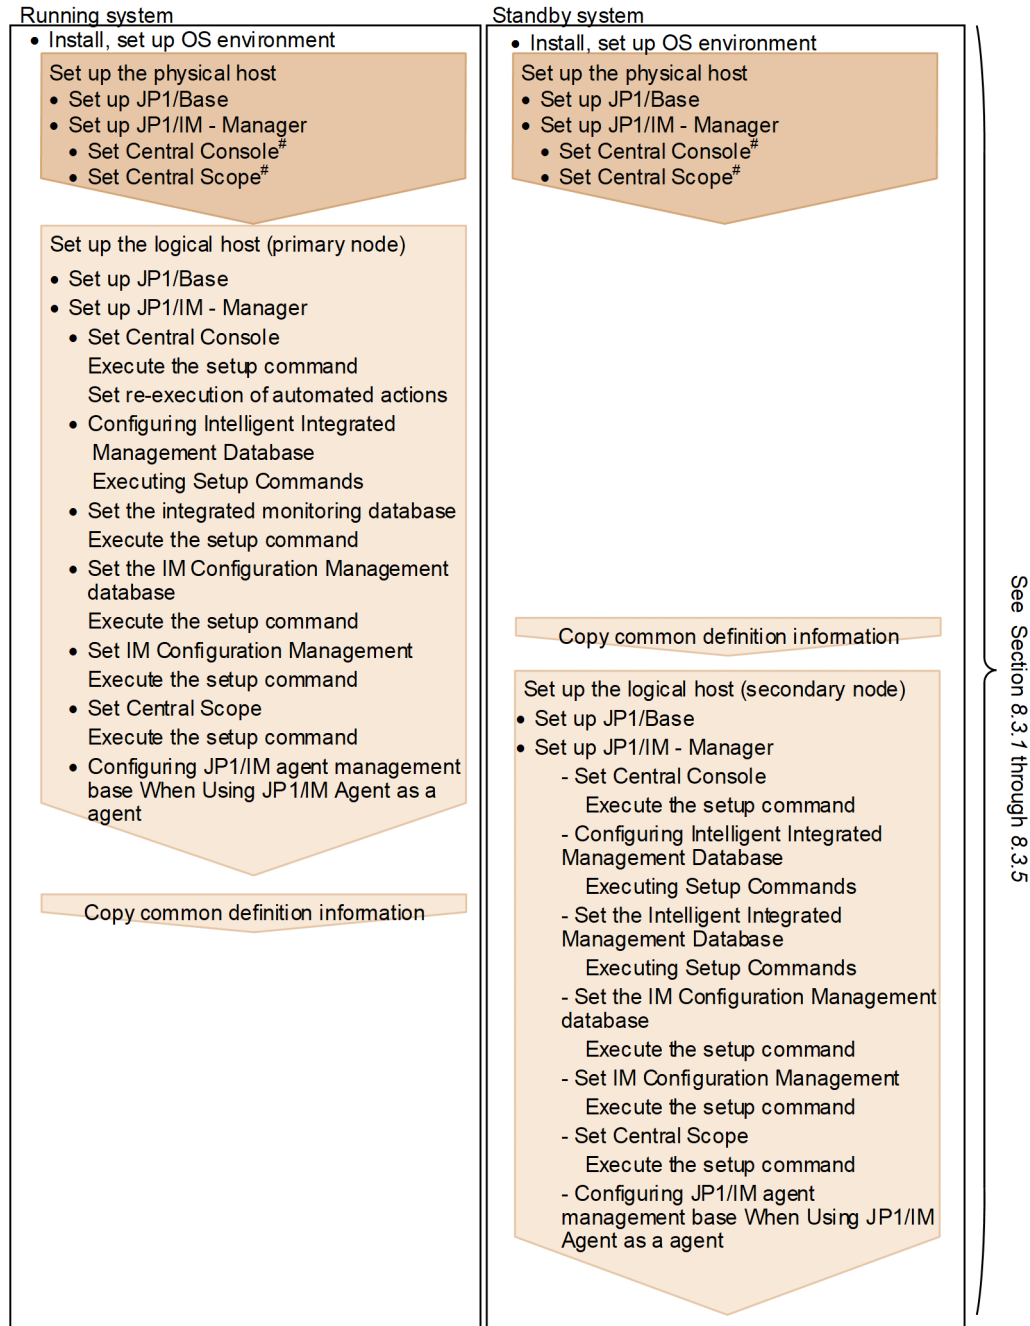 Running system
• Install, set up OS environment
Set up the physical host
• Set up JP1/Base
• Set up JP1/IM - Manager
• Set Central Console#
• Set Central Scope#
Set up the logical host (primary node)
• Set up JP1/Base
• Set up JP1/IM - Manager
• Set Central Console
Execute the setup command
Set re-execution of automated actions
• Configuring Intelligent Integrated
Management Database
Executing Setup Commands
• Set the integrated monitoring database
Execute the setup command
• Set the IM Configuration Management
database
Execute the setup command
• Set IM Configuration Management
Execute the setup command
• Set Central Scope
Execute the setup command
• Configuring JP1/IM agent management
base When Using JP1/IM Agent as a
agent
Copy common definition information
Standby system
• Install, set up OS environment
Set up the physical host
• Set up JP1/Base
• Set up JP1/IM - Manager
• Set Central Console#
• Set Central Scope#
Copy common definition information
Set up the logical host (secondary node)
• Set up JP1/Base
• Set up JP1/IM - Manager
- Set Central Console
Execute the setup command
- Configuring Intelligent Integrated
Management Database
Executing Setup Commands
- Set the Intelligent Integrated
Management Database
Executing Setup Commands
- Set the IM Configuration Management
database
Execute the setup command
- Set IM Configuration Management
Execute the setup command
- Set Central Scope
Execute the setup command
- Configuring JP1/IM agent
management base When Using JP1/IM
Agent as a agent
See Section 8.3.1 through 8.3.5